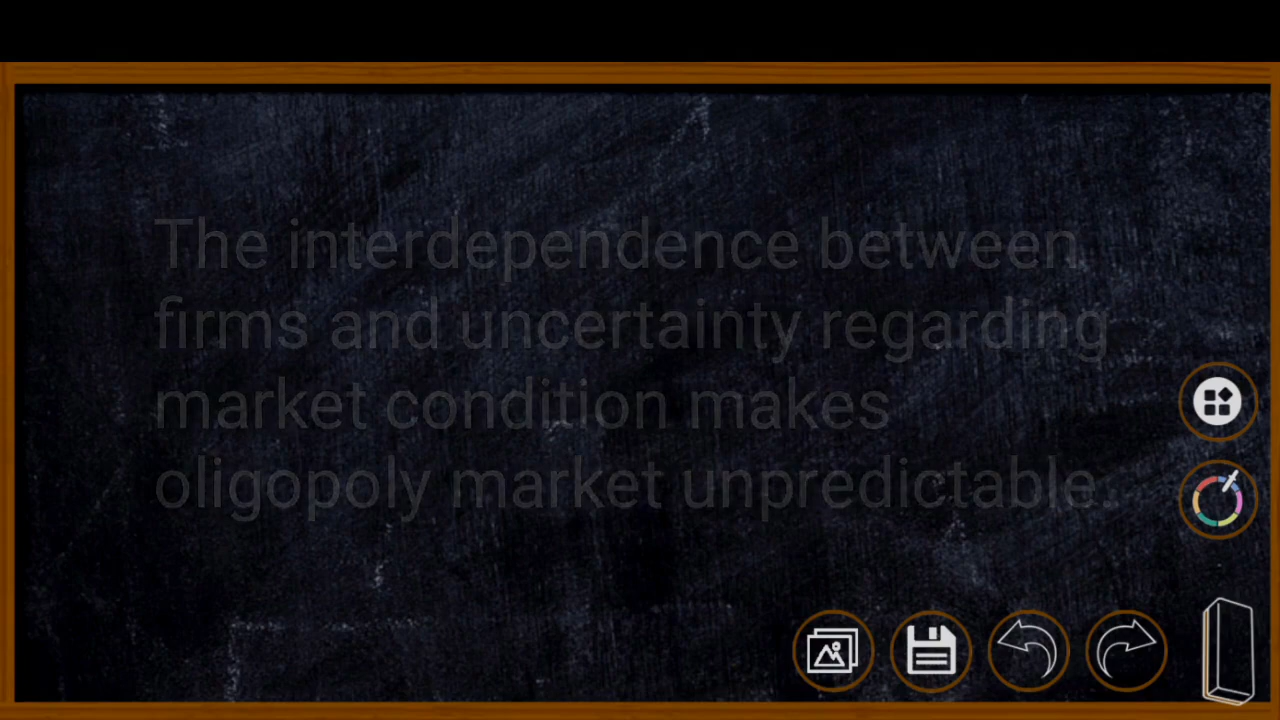 The interdependence between
firms and uncertainty regarding
market condition makes
oligopoly market unpredictable.